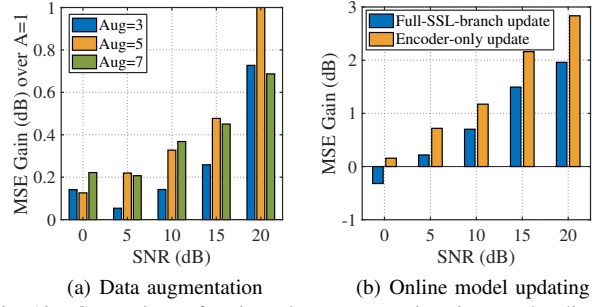 MSE Gain (dB) over A=1
1
0.8
0.6
0.4
0.2
0
Aug=3
Aug=5
Aug=7
0 5 10 15 20
SNR (dB)
(a) Data augmentation
MSE Gain (dB)
3
2
1
0
-1
Full-SSL-branch update
Encoder-only update
0 5 10 15 20
SNR (dB)
(b) Online model updating